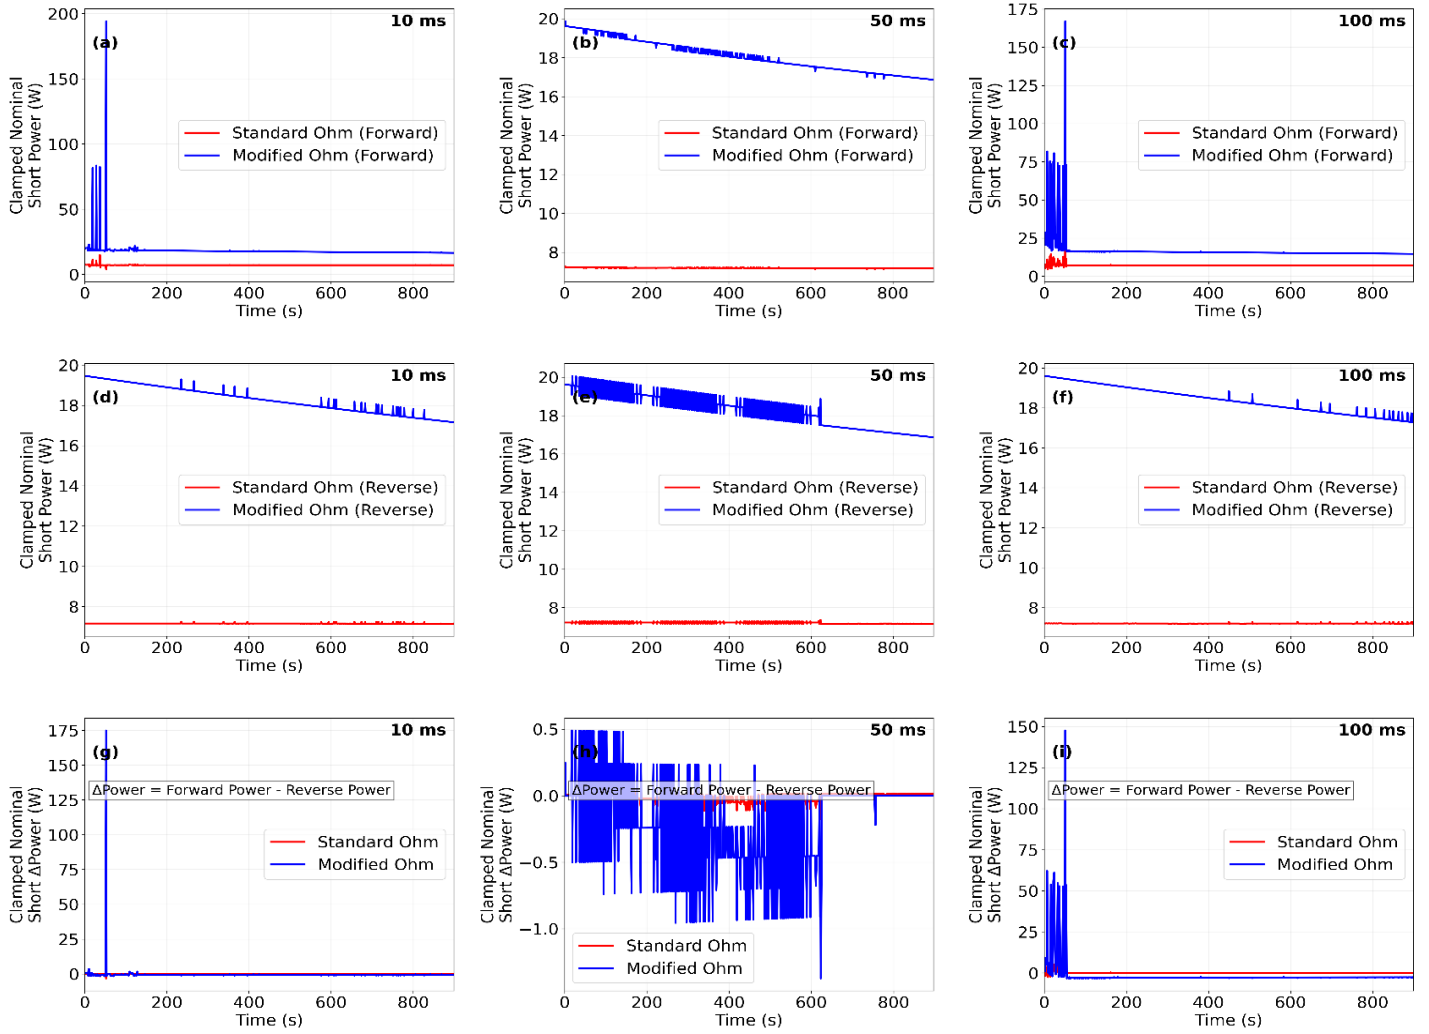 10 ms
(a)
Clamped Nominal
Short Power (W)
200
150
100
50
0
Standard Ohm (Forward)
Modified Ohm (Forward)
0 200 400 600 800
Time (s)
50 ms
(b)
Clamped Nominal
Short Power (W)
20
18
16
14
12
10
8
Standard Ohm (Forward)
Modified Ohm (Forward)
0 200 400 600 800
Time (s)
100 ms
(c)
Clamped Nominal
Short Power (W)
175
150
125
100
75
50
25
0
Standard Ohm (Forward)
Modified Ohm (Forward)
0 200 400 600 800
Time (s)
10 ms
(d)
Clamped Nominal
Short Power (W)
20
18
16
14
12
10
8
Standard Ohm (Reverse)
Modified Ohm (Reverse)
0 200 400 600 800
Time (s)
50 ms
(e)
Clamped Nominal
Short Power (W)
20
18
16
14
12
10
8
Standard Ohm (Reverse)
Modified Ohm (Reverse)
0 200 400 600 800
Time (s)
100 ms
(f)
Clamped Nominal
Short Power (W)
20
18
16
14
12
10
8
Standard Ohm (Reverse)
Modified Ohm (Reverse)
0 200 400 600 800
Time (s)
10 ms
(g)
Clamped Nominal
Short ΔPower (W)
175
150
125
100
75
50
25
0
ΔPower = Forward Power - Reverse Power
Standard Ohm
Modified Ohm
0 200 400 600 800
Time (s)
50 ms
(h)
Clamped Nominal
Short ΔPower (W)
0.5
0.0
−0.5
−1.0
ΔPower = Forward Power - Reverse Power
Standard Ohm
Modified Ohm
0 200 400 600 800
Time (s)
100 ms
(i)
Clamped Nominal
Short ΔPower (W)
150
125
100
75
50
25
0
ΔPower = Forward Power - Reverse Power
Standard Ohm
Modified Ohm
0 200 400 600 800
Time (s)